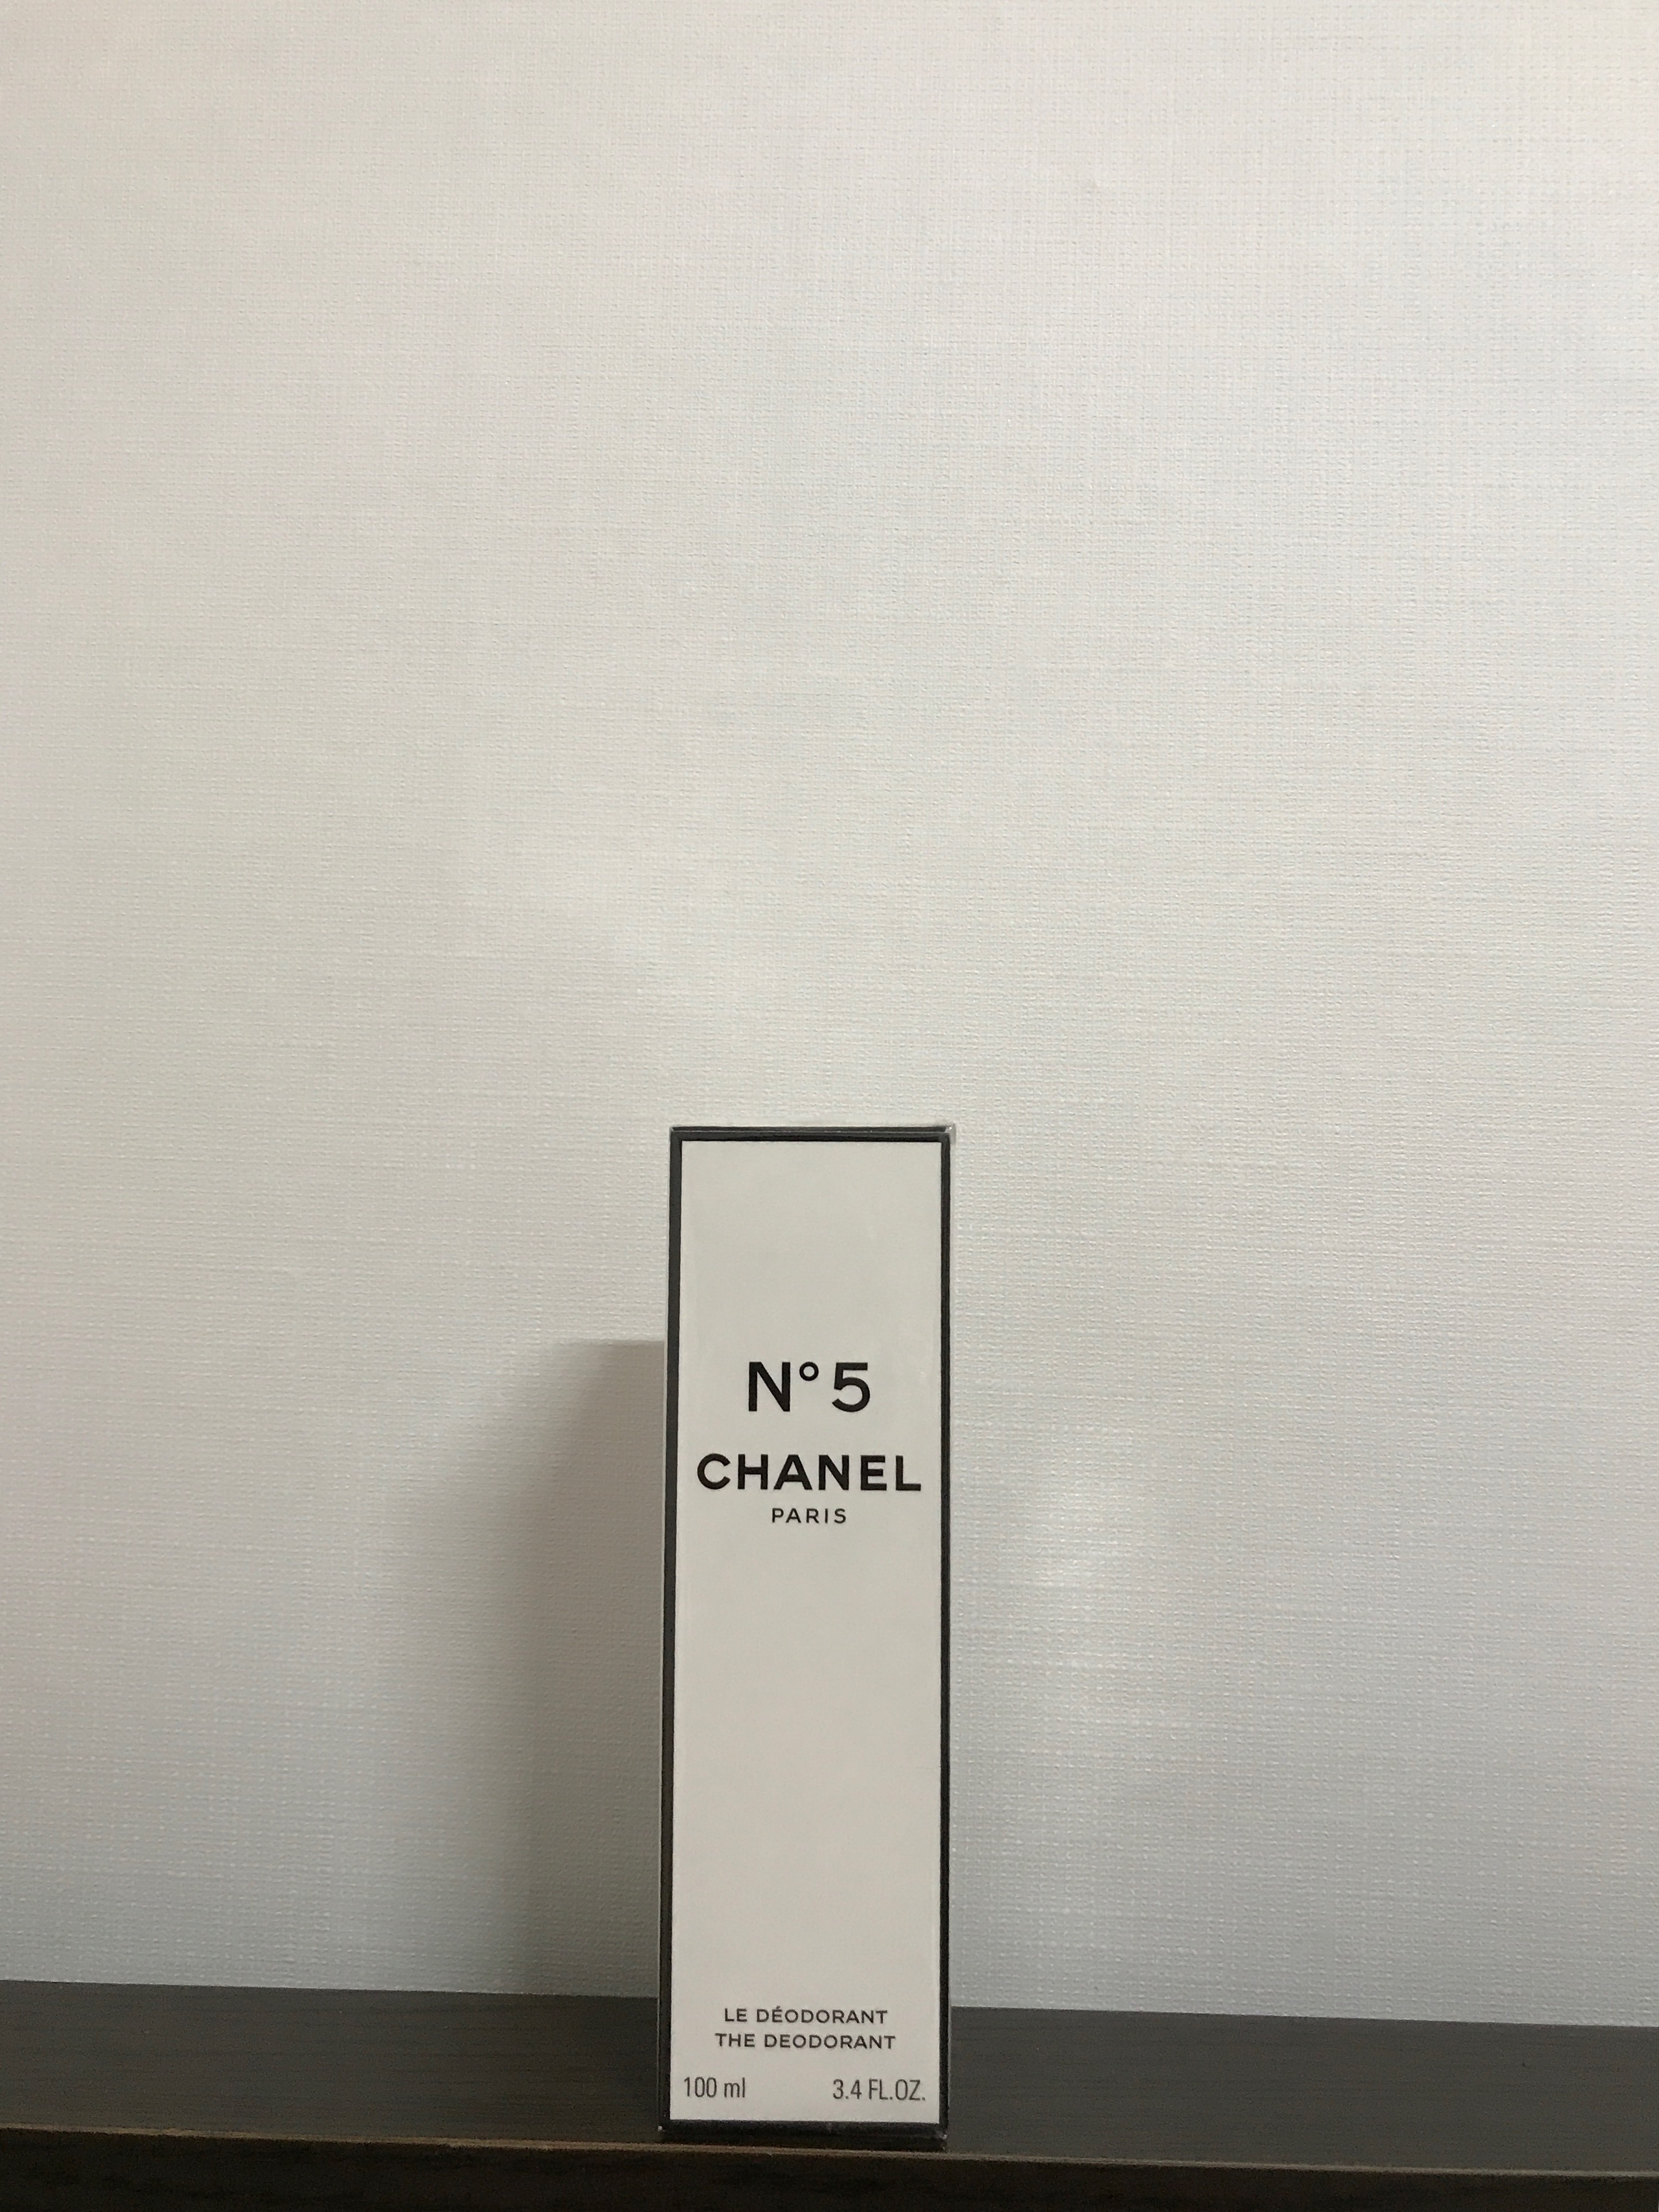 N°5
CHANEL
PARIS
LE DÉODORANT
THE DEODORANT
100 ml 3.4 FL.OZ.